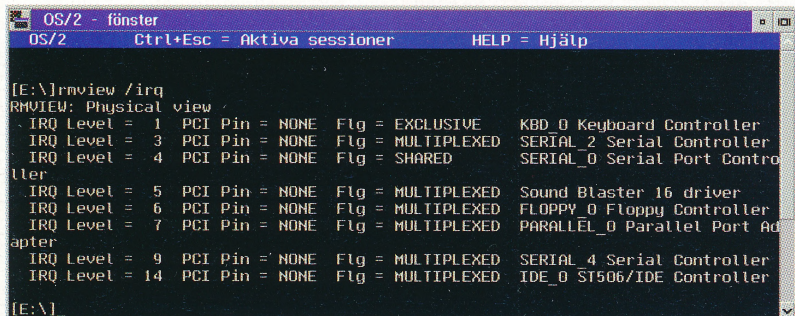 OS/2 - fönster
OS/2 Ctrl+Esc = Aktiva sessioner HELP = Hjälp
[E:\]rmview /irq
RMVIEW: Physical view
IRQ Level = 1 PCI Pin = NONE Flg = EXCLUSIVE KBD_0 Keyboard Controller
IRQ Level = 3 PCI Pin = NONE Flg = MULTIPLEXED SERIAL_2 Serial Controller
IRQ Level = 4 PCI Pin = NONE Flg = SHARED SERIAL_0 Serial Port Contro
ller
IRQ Level = 5 PCI Pin = NONE Flg = MULTIPLEXED Sound Blaster 16 driver
IRQ Level = 6 PCI Pin = NONE Flg = MULTIPLEXED FLOPPY_0 Floppy Controller
IRQ Level = 7 PCI Pin = NONE Flg = MULTIPLEXED PARALLEL_0 Parallel Port Ad
apter
IRQ Level = 9 PCI Pin = NONE Flg = MULTIPLEXED SERIAL_4 Serial Controller
IRQ Level = 14 PCI Pin = NONE Flg = MULTIPLEXED IDE_0 ST506/IDE Controller
[E:\]